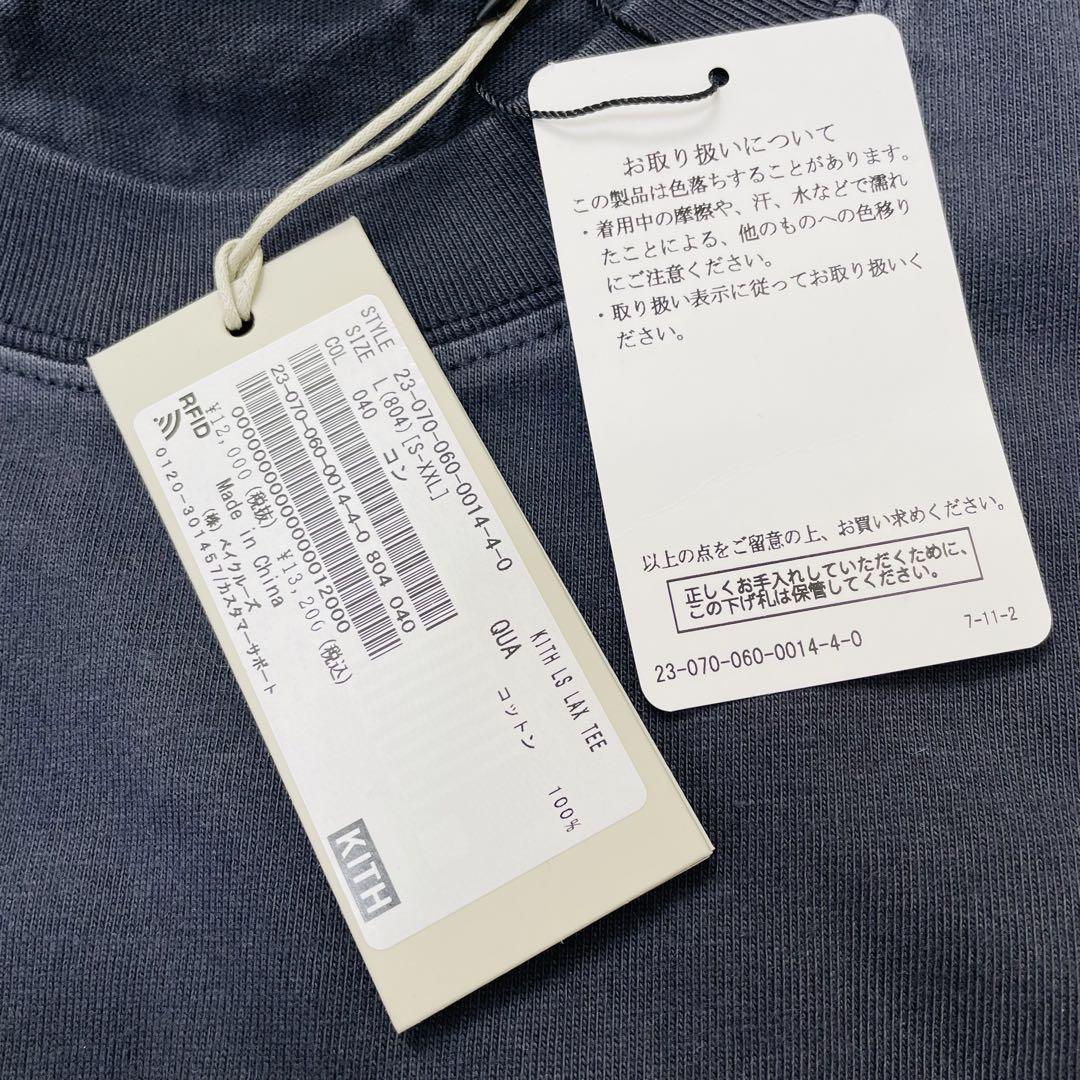 STYLE 23-070-060-0014-4-0
SIZE L(804)[S-XXL]
COL 040 コン
23-070-060-0014-4-0 804 040
0000000000000000012000
¥12,000(税抜) ¥13,200(税込)
RFID Made in China
(株)ベイクルーズ
0120-301457/カスタマーサポート
KITH LS LAX TEE
QUA コットン 100%
KITH
お取り扱いについて
この製品は色落ちすることがあります。
・着用中の摩擦や、汗、水などで濡れ
たことによる、他のものへの色移り
にご注意ください。
・取り扱い表示に従ってお取り扱いく
ださい。
以上の点をご留意の上、お買い求めください。
正しくお手入れしていただくために、
この下げ札は保管してください。
7-11-2
23-070-060-0014-4-0